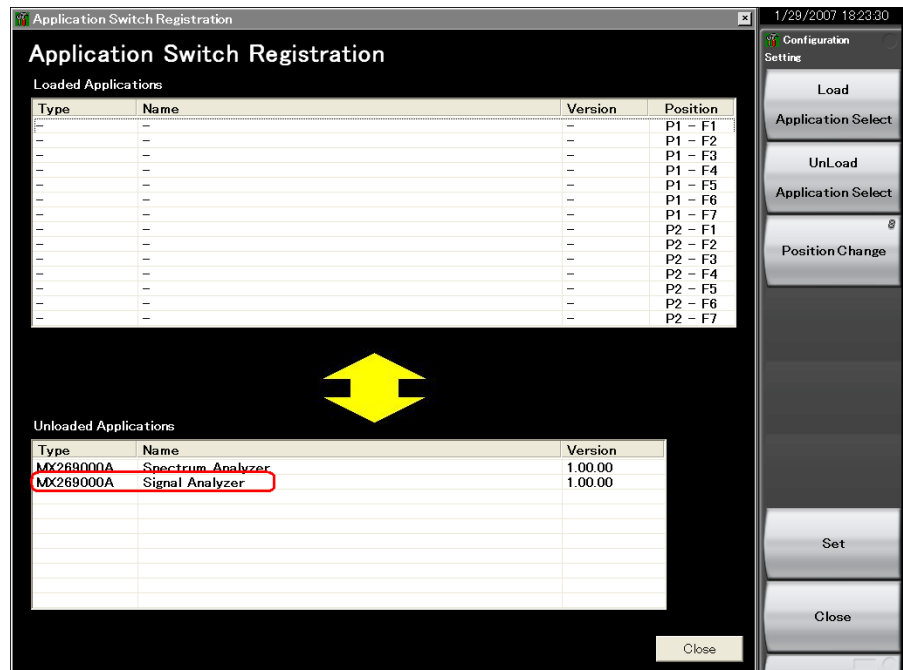 Application Switch Registration
1/29/2007 18:23:30
Application Switch Registration
Configuration
Setting
Loaded Applications
Type Name Version Position
- - - P1 - F1
- - - P1 - F2
- - - P1 - F3
- - - P1 - F4
- - - P1 - F5
- - - P1 - F6
- - - P1 - F7
- - - P2 - F1
- - - P2 - F2
- - - P2 - F3
- - - P2 - F4
- - - P2 - F5
- - - P2 - F6
- - - P2 - F7
Unloaded Applications
Type Name Version
MX269000A Spectrum Analyzer 1.00.00
MX269000A Signal Analyzer 1.00.00
Close
Load
Application Select
UnLoad
Application Select
8
Position Change
Set
Close